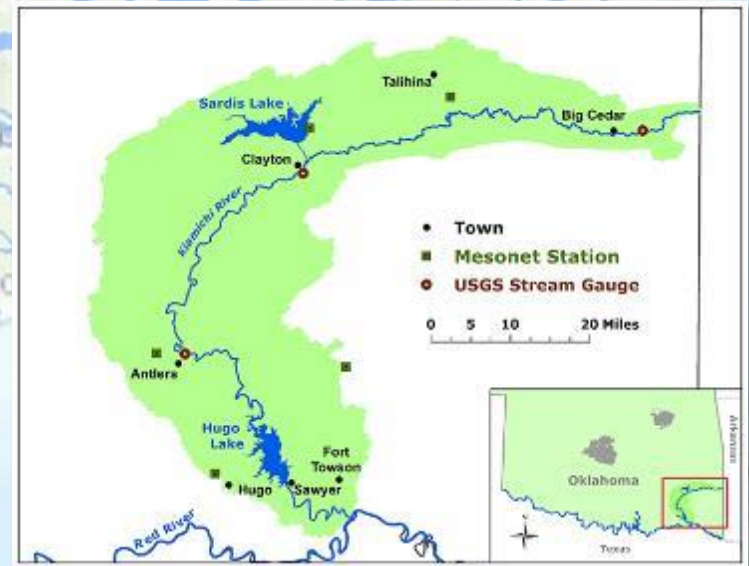 Talihina
Sardis Lake
Big Cedar
Clayton
Kiamichi River
Town
Mesonet Station
USGS Stream Gauge
0 5 10 20 Miles
Antlers
Hugo
Lake
Fort
Towson
Hugo
Sawyer
Red River
Oklahoma
Arkansas
Texas